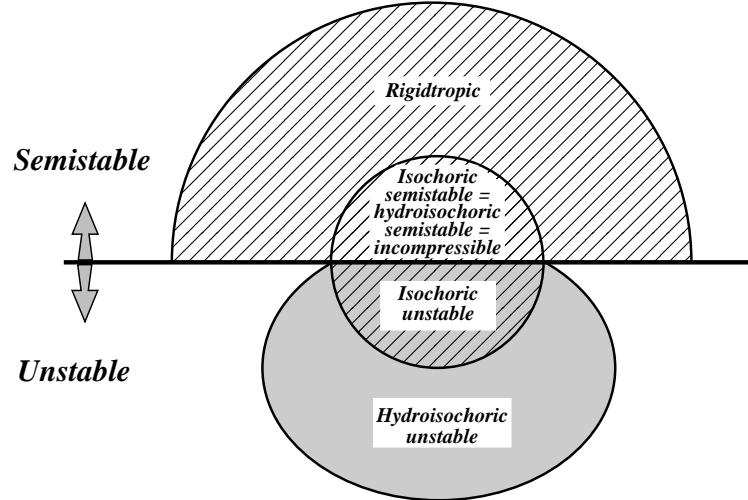 Rigidtropic
Semistable
Isochoric
semistable =
hydroisochoric
semistable =
incompressible
Isochoric
unstable
Unstable
Hydroisochoric
unstable